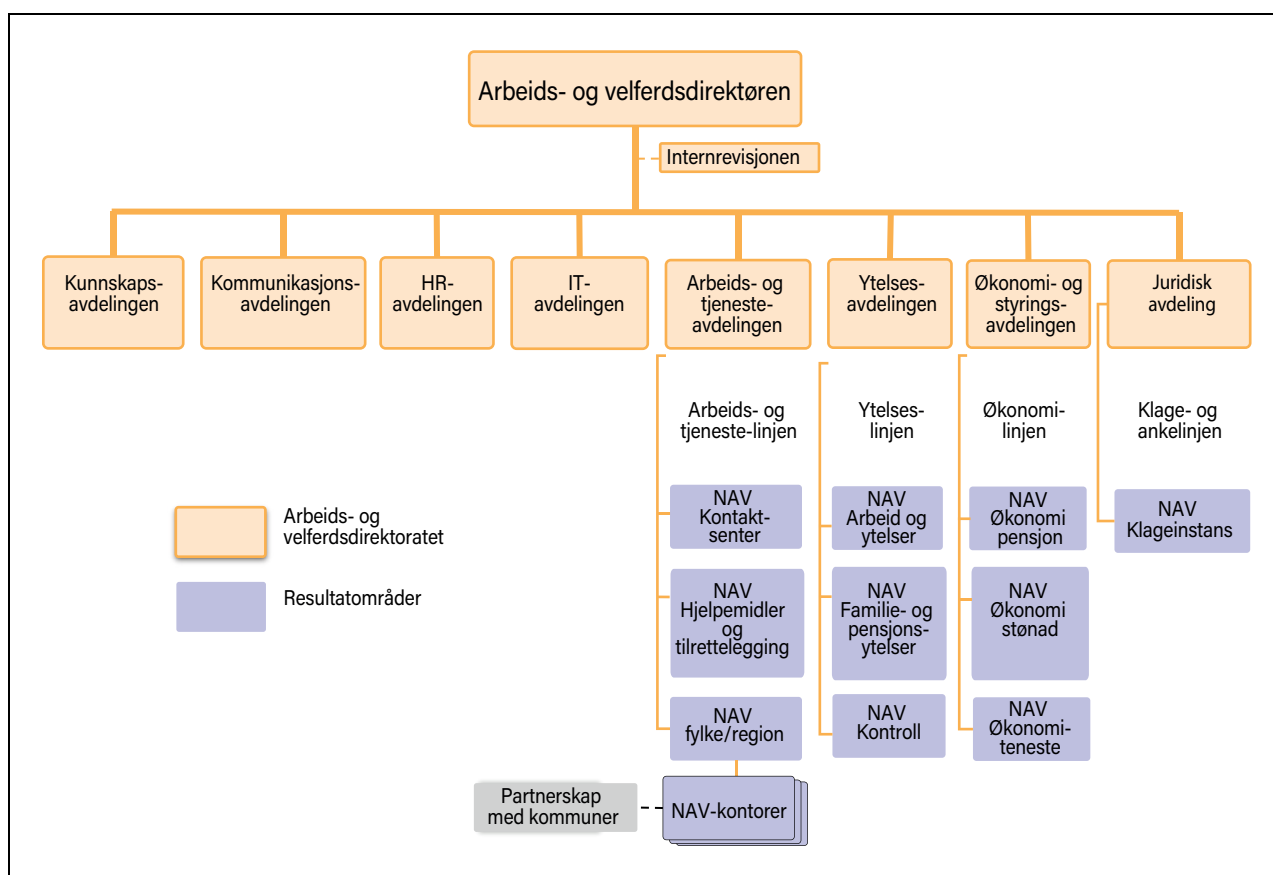 Arbeids- og velferdsdirektøren
Internrevisjonen
Kunnskaps-
avdelingen
Kommunikasjons-
avdelingen
HR-
avdelingen
IT-
avdelingen
Arbeids- og
tjeneste-
avdelingen
Ytelses-
avdelingen
Økonomi- og
styrings-
avdelingen
Juridisk
avdeling
Arbeids- og
tjeneste-linjen
Ytelses-
linjen
Økonomi-
linjen
Klage- og
ankelinjen
NAV
Kontakt-
senter
NAV
Arbeid og
ytelser
NAV
Økonomi
pensjon
NAV
Klageinstans
Arbeids- og
velferdsdirektoratet
Resultatområder
NAV
Hjelpemidler
og
tilrettelegging
NAV
Familie- og
pensjons-
ytelser
NAV
Økonomi
stønad
NAV
fylke/region
NAV
Kontroll
NAV
Økonomi-
teneste
Partnerskap
med kommuner
NAV-kontorer